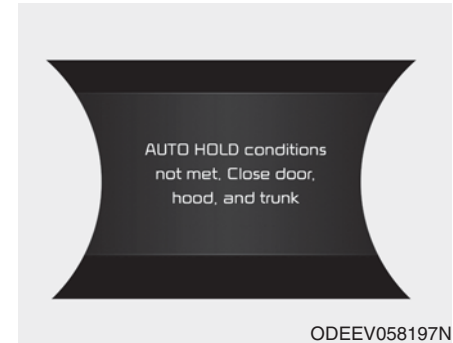 AUTO HOLD conditions
not met. Close door,
hood, and trunk
ODEEV058197N